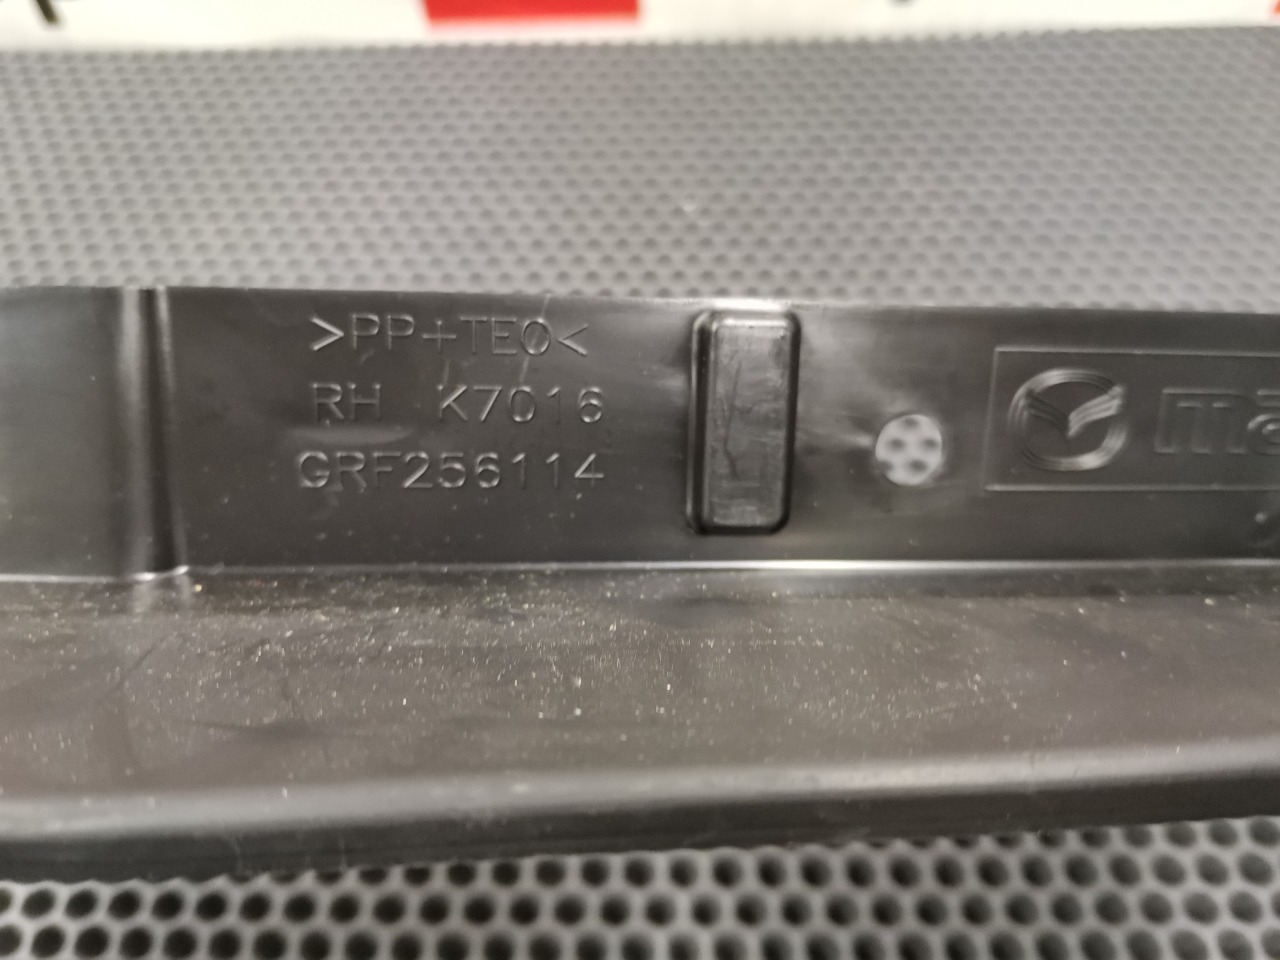 >PP+TEO<
RH K7016
GRF256114